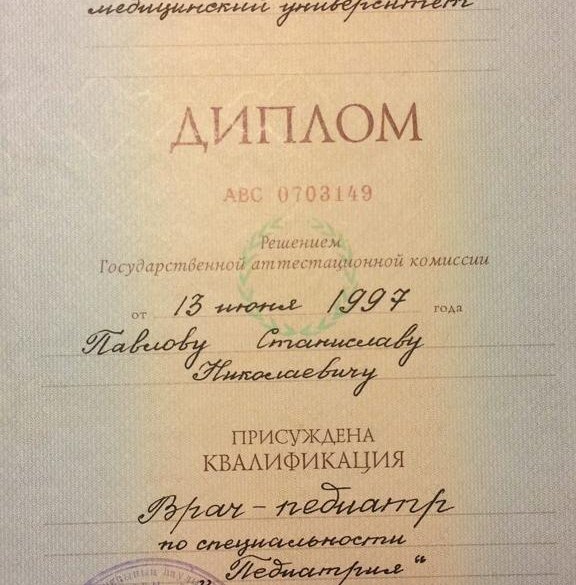 медицинский университет
ДИПЛОМ
АВС 0703149
Решением
Государственной аттестационной комиссии
от 13 июня 1997 года
Павлову Станиславу
Николаевичу
ПРИСУЖДЕНА
КВАЛИФИКАЦИЯ
Врач-педиатр
по специальности
"Педиатрия"